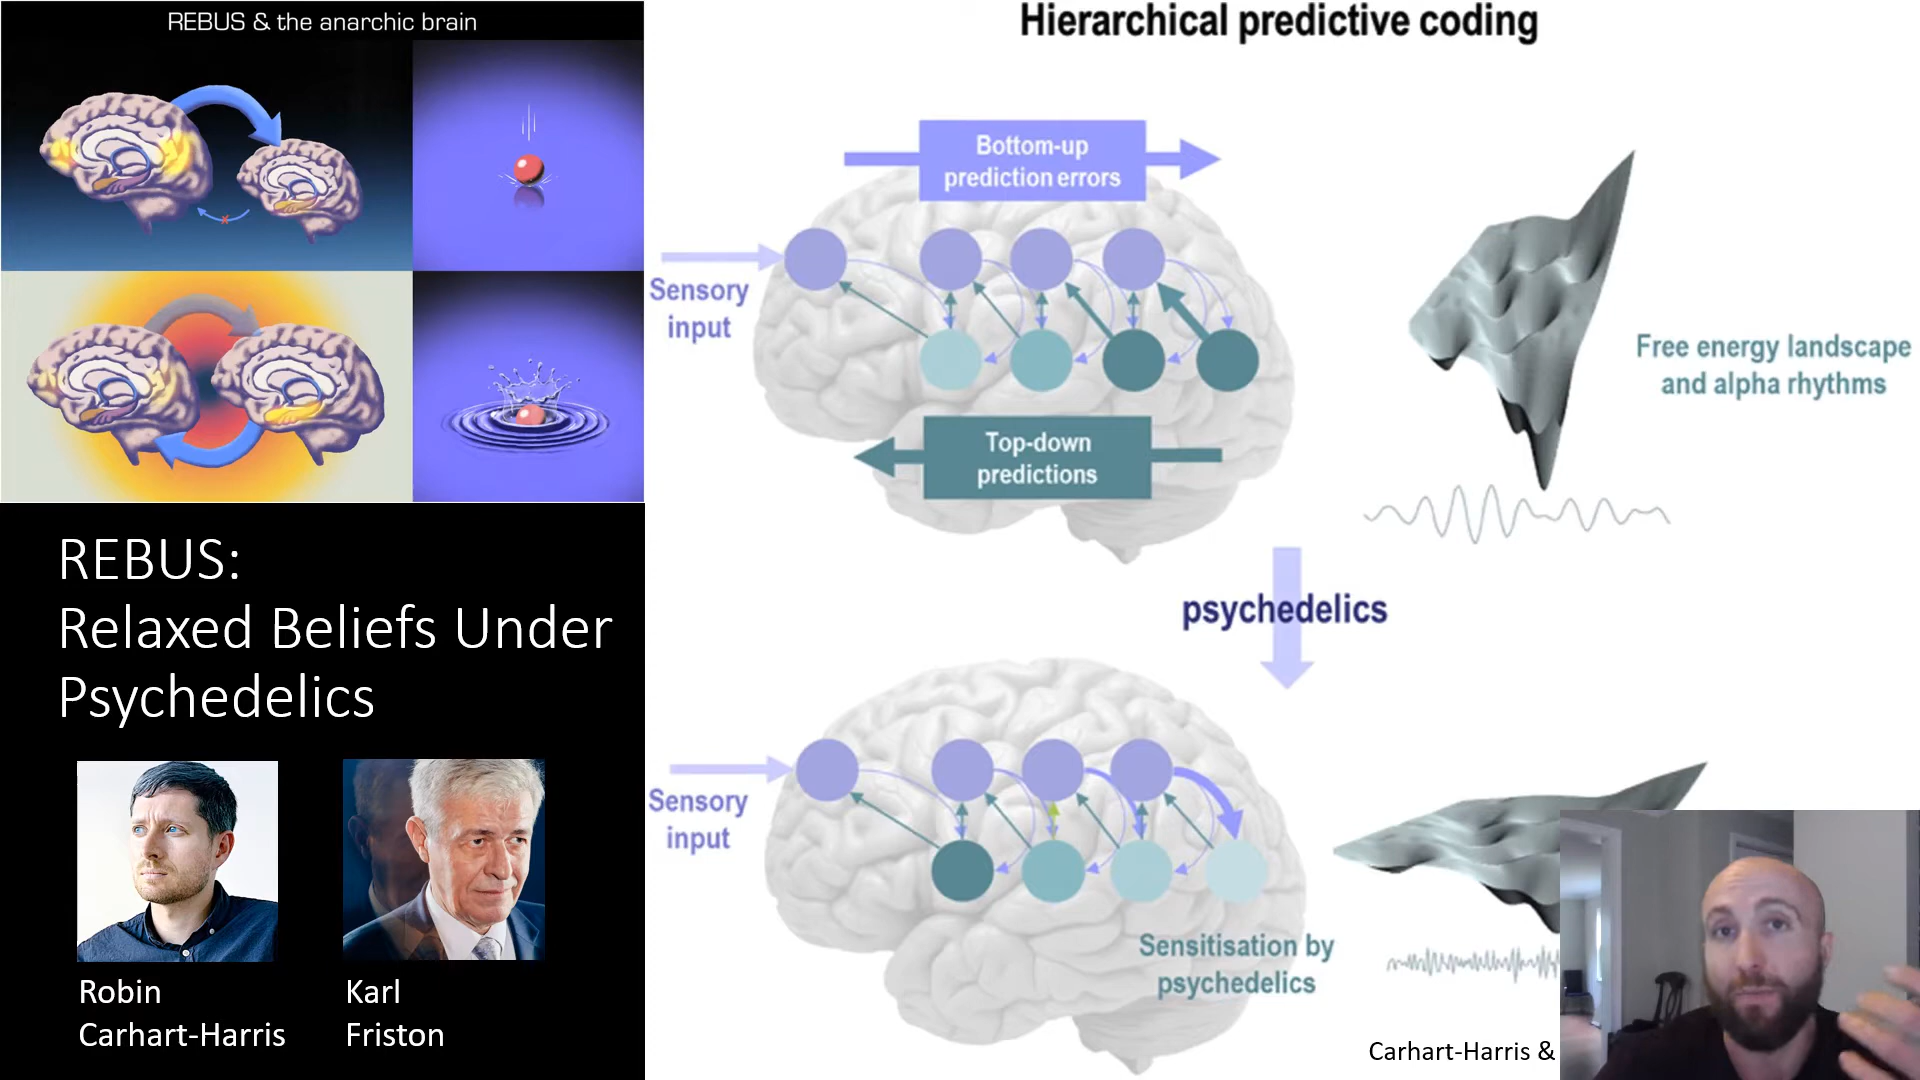 REBUS & the anarchic brain
REBUS:
Relaxed Beliefs Under
Psychedelics
Robin
Carhart-Harris
Karl
Friston
Hierarchical predictive coding
Bottom-up
prediction errors
Sensory
input
Top-down
predictions
Free energy landscape
and alpha rhythms
psychedelics
Sensory
input
Sensitisation by
psychedelics
Carhart-Harris &